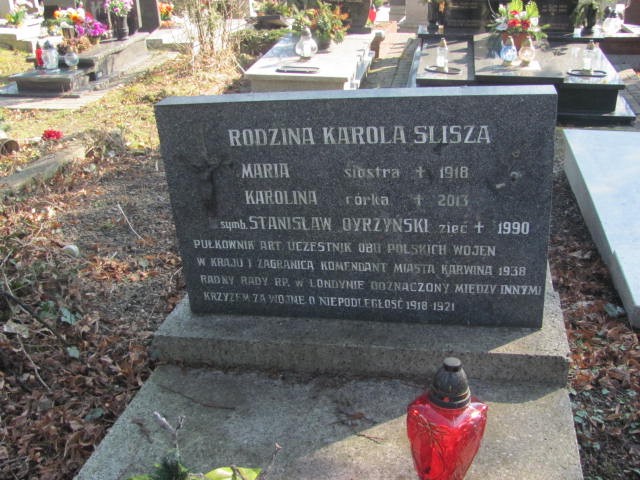 RODZINA KAROLA SLISZA
MARIA siostra + 1918
KAROLINA córka + 2013
symb. STANISŁAW DYRZYŃSKI zięć + 1990
PUŁKOWNIK ART. UCZESTNIK OBU POLSKICH WOJEN
W KRAJU I ZAGRANICĄ KOMENDANT MIASTA KARWINA 1938
RADNY RADY RP. W LONDYNIE ODZNACZONY MIĘDZY INNYMI
KRZYŻEM ZA WOJNĘ O NIEPODLEGŁOŚĆ 1918-1921